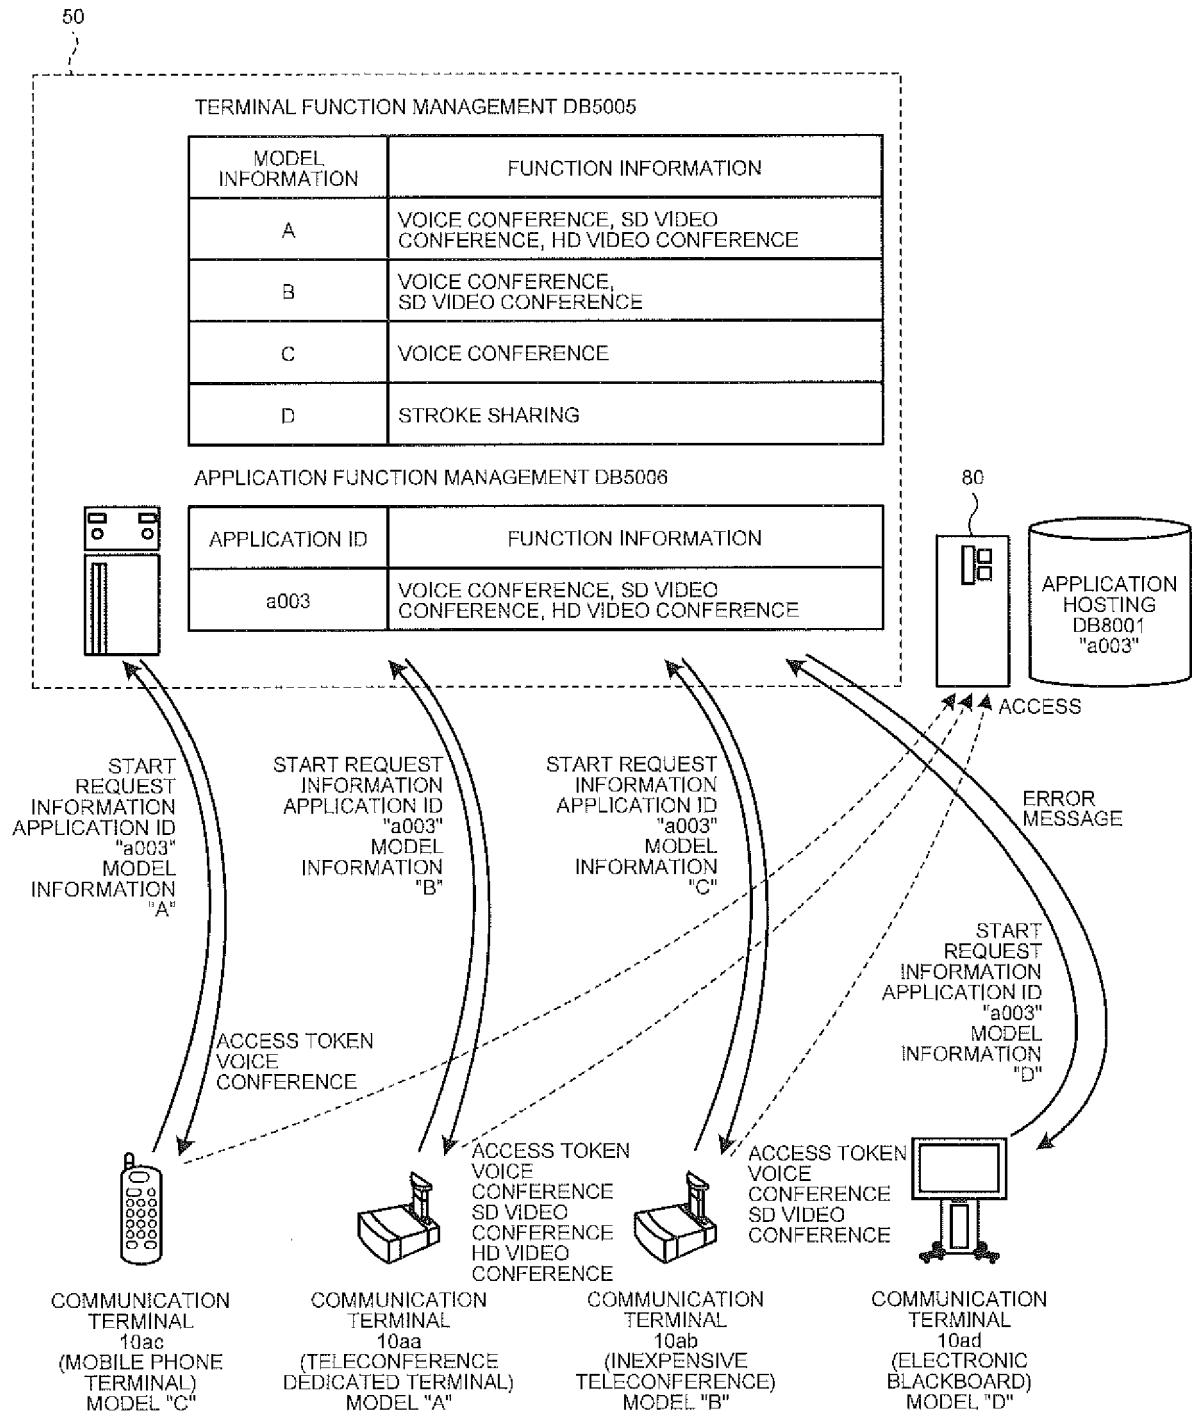 50
TERMINAL FUNCTION MANAGEMENT DB5005
MODEL
INFORMATION
FUNCTION INFORMATION
A
VOICE CONFERENCE, SD VIDEO
CONFERENCE, HD VIDEO CONFERENCE
B
VOICE CONFERENCE,
SD VIDEO CONFERENCE
C
VOICE CONFERENCE
D
STROKE SHARING
APPLICATION FUNCTION MANAGEMENT DB5006
APPLICATION ID
FUNCTION INFORMATION
a003
VOICE CONFERENCE, SD VIDEO
CONFERENCE, HD VIDEO CONFERENCE
80
APPLICATION
HOSTING
DB8001
"a003"
ACCESS
START
REQUEST
INFORMATION
APPLICATION ID
"a003"
MODEL
INFORMATION
"A"
START REQUEST
INFORMATION
APPLICATION ID
"a003"
MODEL
INFORMATION
"B"
START REQUEST
INFORMATION
APPLICATION ID
"a003"
MODEL
INFORMATION
"C"
ERROR
MESSAGE
START
REQUEST
INFORMATION
APPLICATION ID
"a003"
MODEL
INFORMATION
"D"
ACCESS TOKEN
VOICE
CONFERENCE
ACCESS TOKEN
VOICE
CONFERENCE
SD VIDEO
CONFERENCE
HD VIDEO
CONFERENCE
ACCESS TOKEN
VOICE
CONFERENCE
SD VIDEO
CONFERENCE
COMMUNICATION
TERMINAL
10ac
(MOBILE PHONE
TERMINAL)
MODEL "C"
COMMUNICATION
TERMINAL
10aa
(TELECONFERENCE
DEDICATED TERMINAL)
MODEL "A"
COMMUNICATION
TERMINAL
10ab
(INEXPENSIVE
TELECONFERENCE)
MODEL "B"
COMMUNICATION
TERMINAL
10ad
(ELECTRONIC
BLACKBOARD)
MODEL "D"